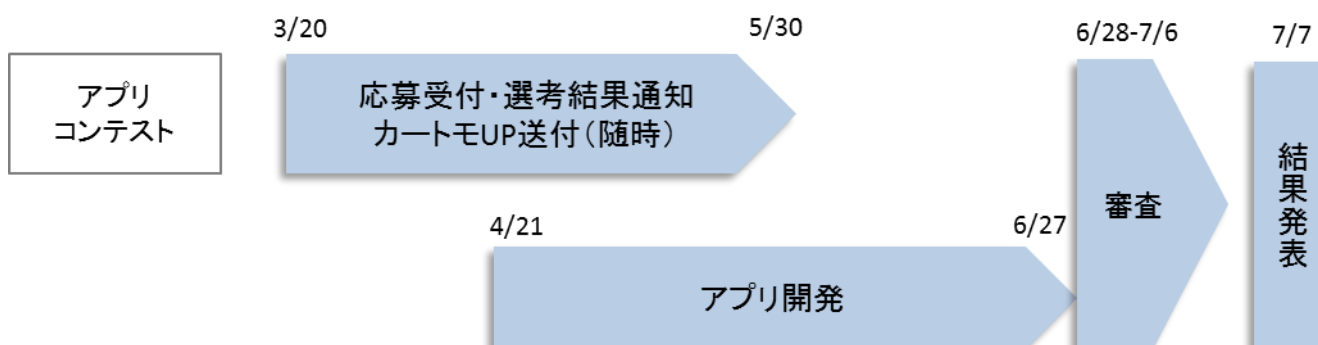 3/20
5/30
6/28-7/6
7/7
アプリ
コンテスト
応募受付・選考結果通知
カートモUP送付（随時）
審査
結果発表
4/21
6/27
アプリ開発